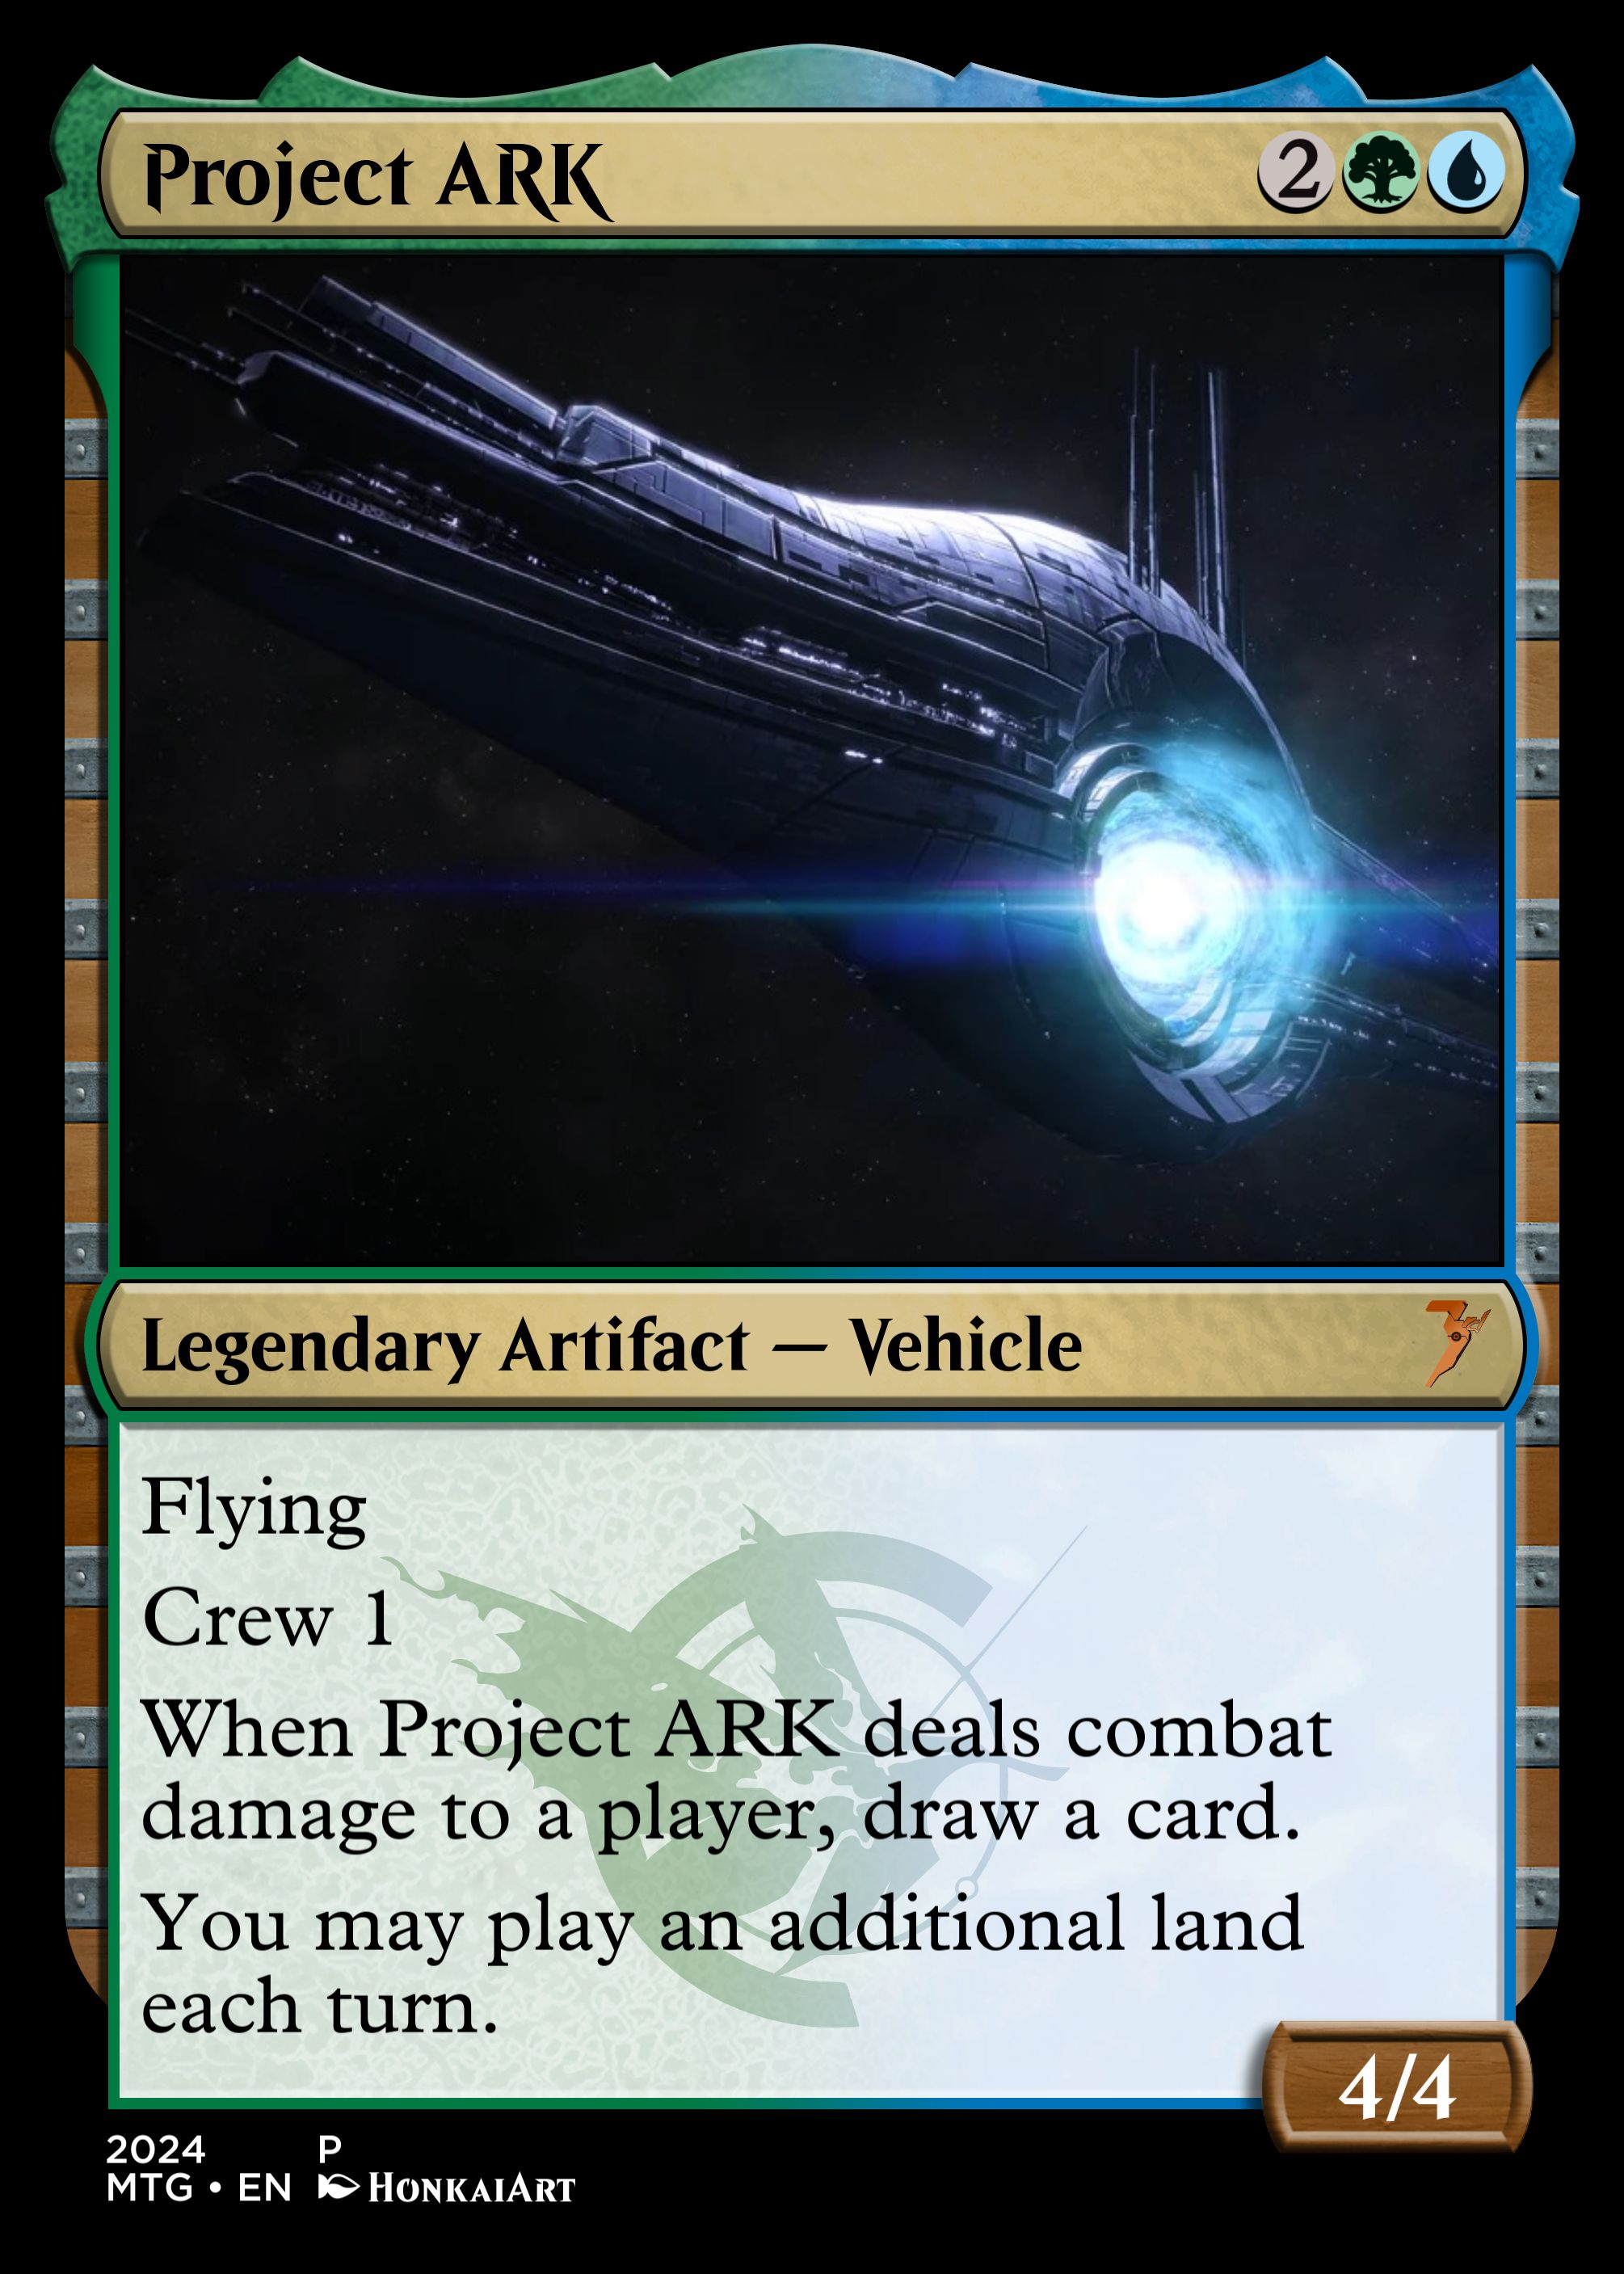 Project ARK 2
Legendary Artifact — Vehicle
Flying
Crew 1
When Project ARK deals combat
damage to a player, draw a card.
You may play an additional land
each turn.
4/4
2024 P
MTG • EN HonkaiArt